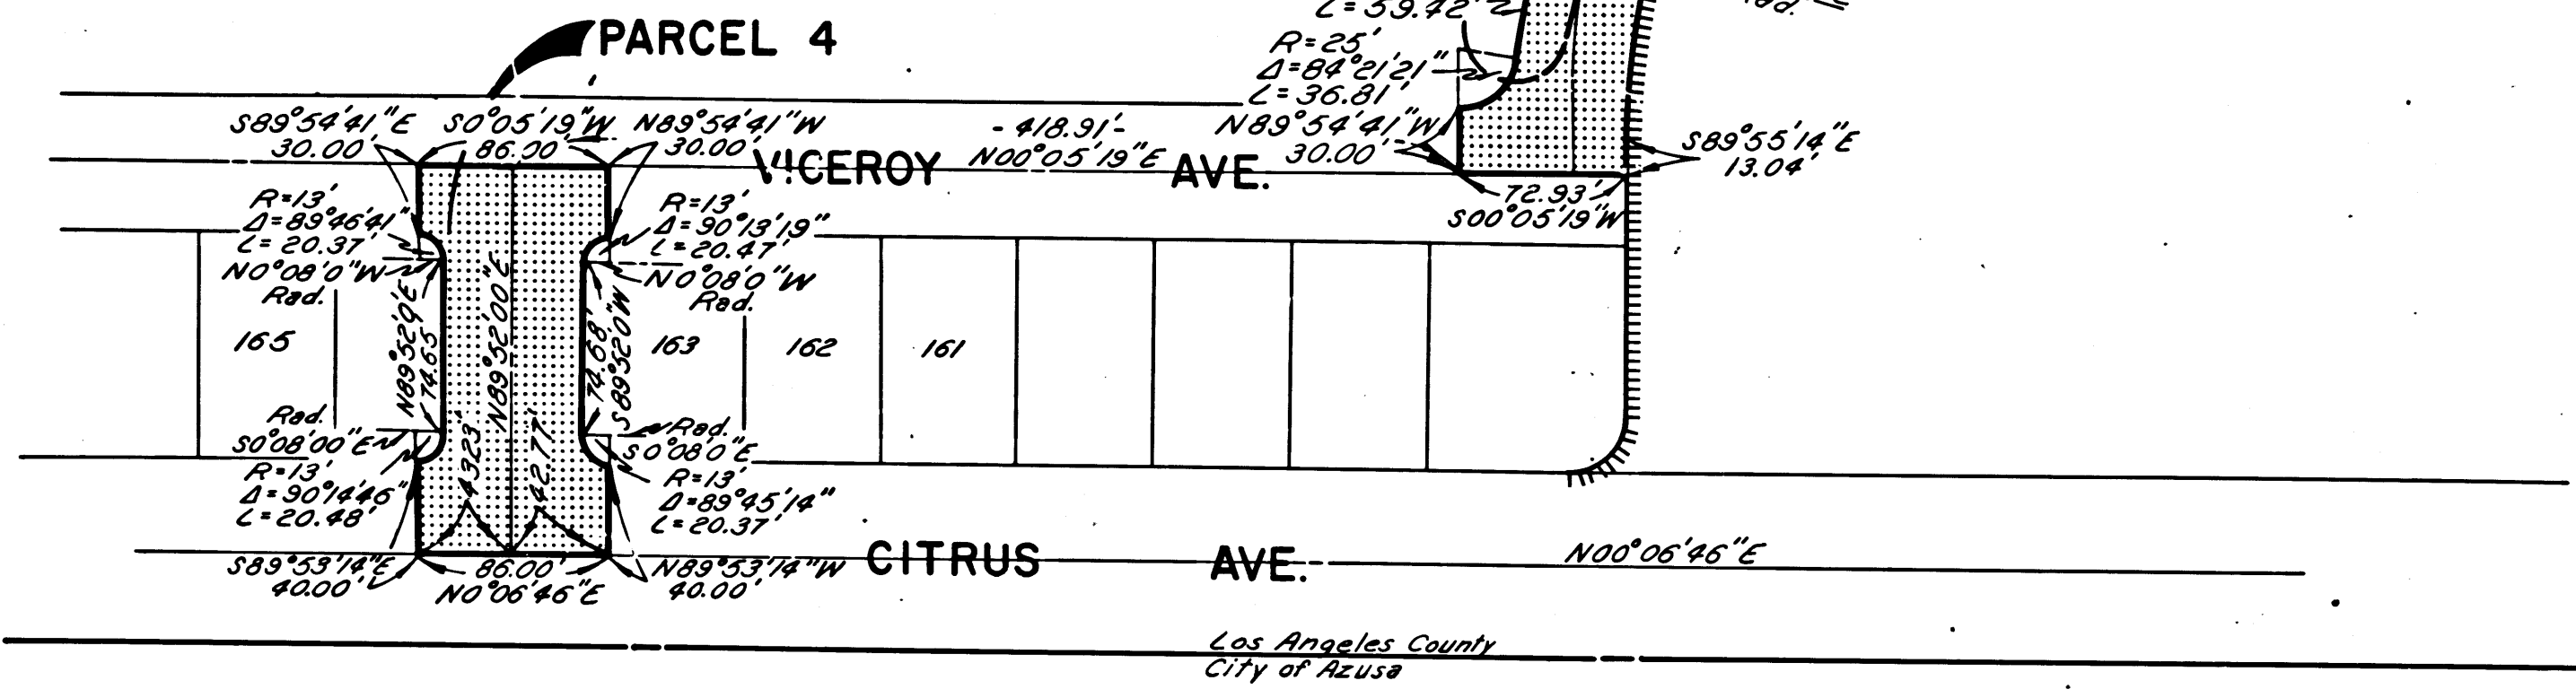 PARCEL 4
L=59.42'
Rad.
R=25'
Δ=84°21'21"
L=36.81'
N89°54'41"W
30.00'
S89°54'41"E
30.00'
S0°05'19"W
86.00'
N89°54'41"W
30.00'
-418.91'-
N00°05'19"E
VICEROY AVE.
S89°55'14"E
13.04'
72.93'
S00°05'19"W
R=13'
Δ=89°46'41"
L=20.37'
N0°08'0"W
Rad.
R=13'
Δ=90°13'19"
L=20.47'
N0°08'0"W
Rad.
N89°52'0"E
74.65
N89°52'00"E
74.68'
S89°52'0"W
165
163
162
161
Rad.
S0°08'00"E
R=13'
Δ=90°14'46"
L=20.48'
43.23'
42.77'
Rad.
S0°08'0"E
R=13'
Δ=89°45'14"
L=20.37'
S89°53'14"E
40.00'
86.00'
N0°06'46"E
N89°53'14"W
40.00'
CITRUS AVE.
N00°06'46"E
Los Angeles County
City of Azusa